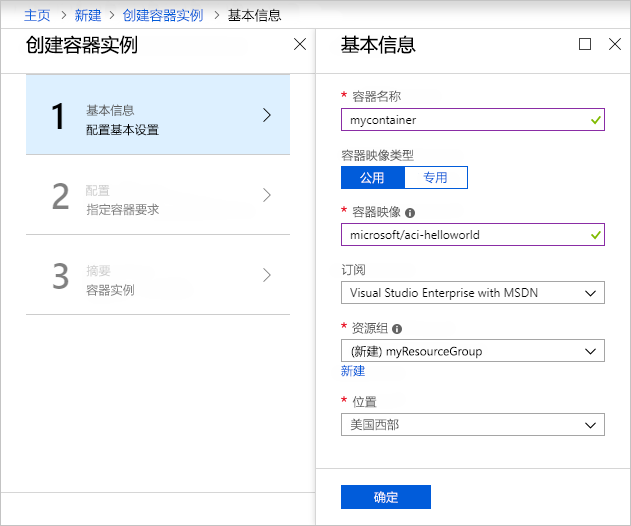 主页 > 新建 > 创建容器实例 > 基本信息
创建容器实例
1
基本信息
配置基本设置
2
配置
指定容器要求
3
摘要
容器实例
基本信息
* 容器名称
mycontainer
容器映像类型
公用 专用
* 容器映像
microsoft/aci-helloworld
订阅
Visual Studio Enterprise with MSDN
* 资源组
(新建) myResourceGroup
新建
* 位置
美国西部
确定